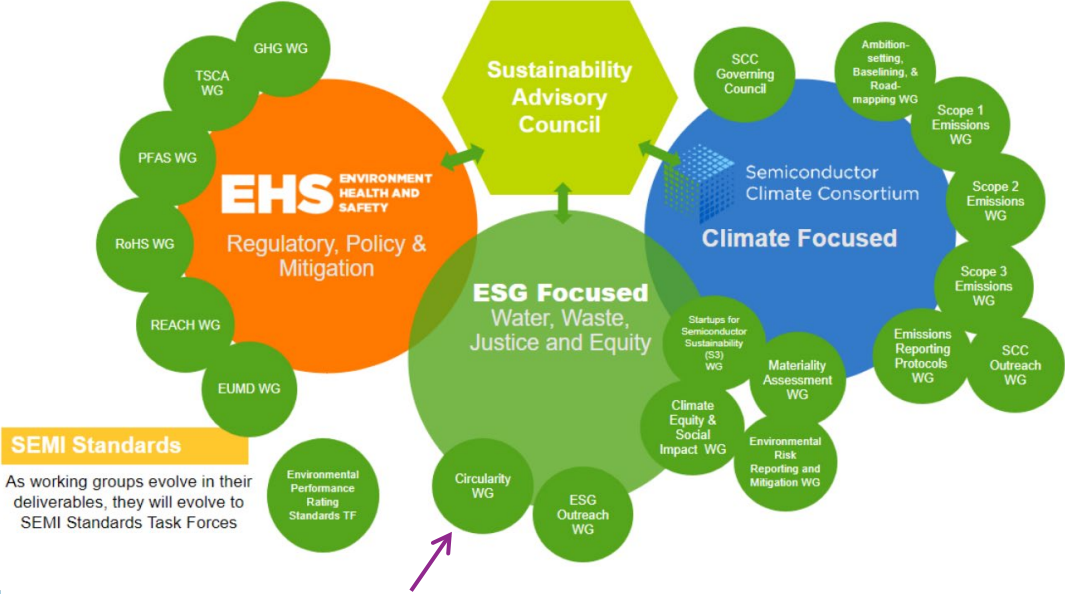 GHG WG
TSCA
WG
PFAS WG
RoHS WG
REACH WG
EUMD WG
EHS
ENVIRONMENT
HEALTH AND
SAFETY
Regulatory, Policy &
Mitigation
Sustainability
Advisory
Council
SCC
Governing
Council
Ambition-
setting,
Baselining, &
Road-
mapping WG
Scope 1
Emissions
WG
Scope 2
Emissions
WG
Scope 3
Emissions
WG
Semiconductor
Climate Consortium
Climate Focused
ESG Focused
Water, Waste,
Justice and Equity
Startups for
Semiconductor
Sustainability
(S3)
WG
Materiality
Assessment
WG
Emissions
Reporting
Protocols
WG
SCC
Outreach
WG
Climate
Equity &
Social
Impact WG
Environmental
Risk
Reporting and
Mitigation WG
Circularity
WG
ESG
Outreach
WG
SEMI Standards
As working groups evolve in their
deliverables, they will evolve to
SEMI Standards Task Forces
Environmental
Performance
Rating
Standards TF